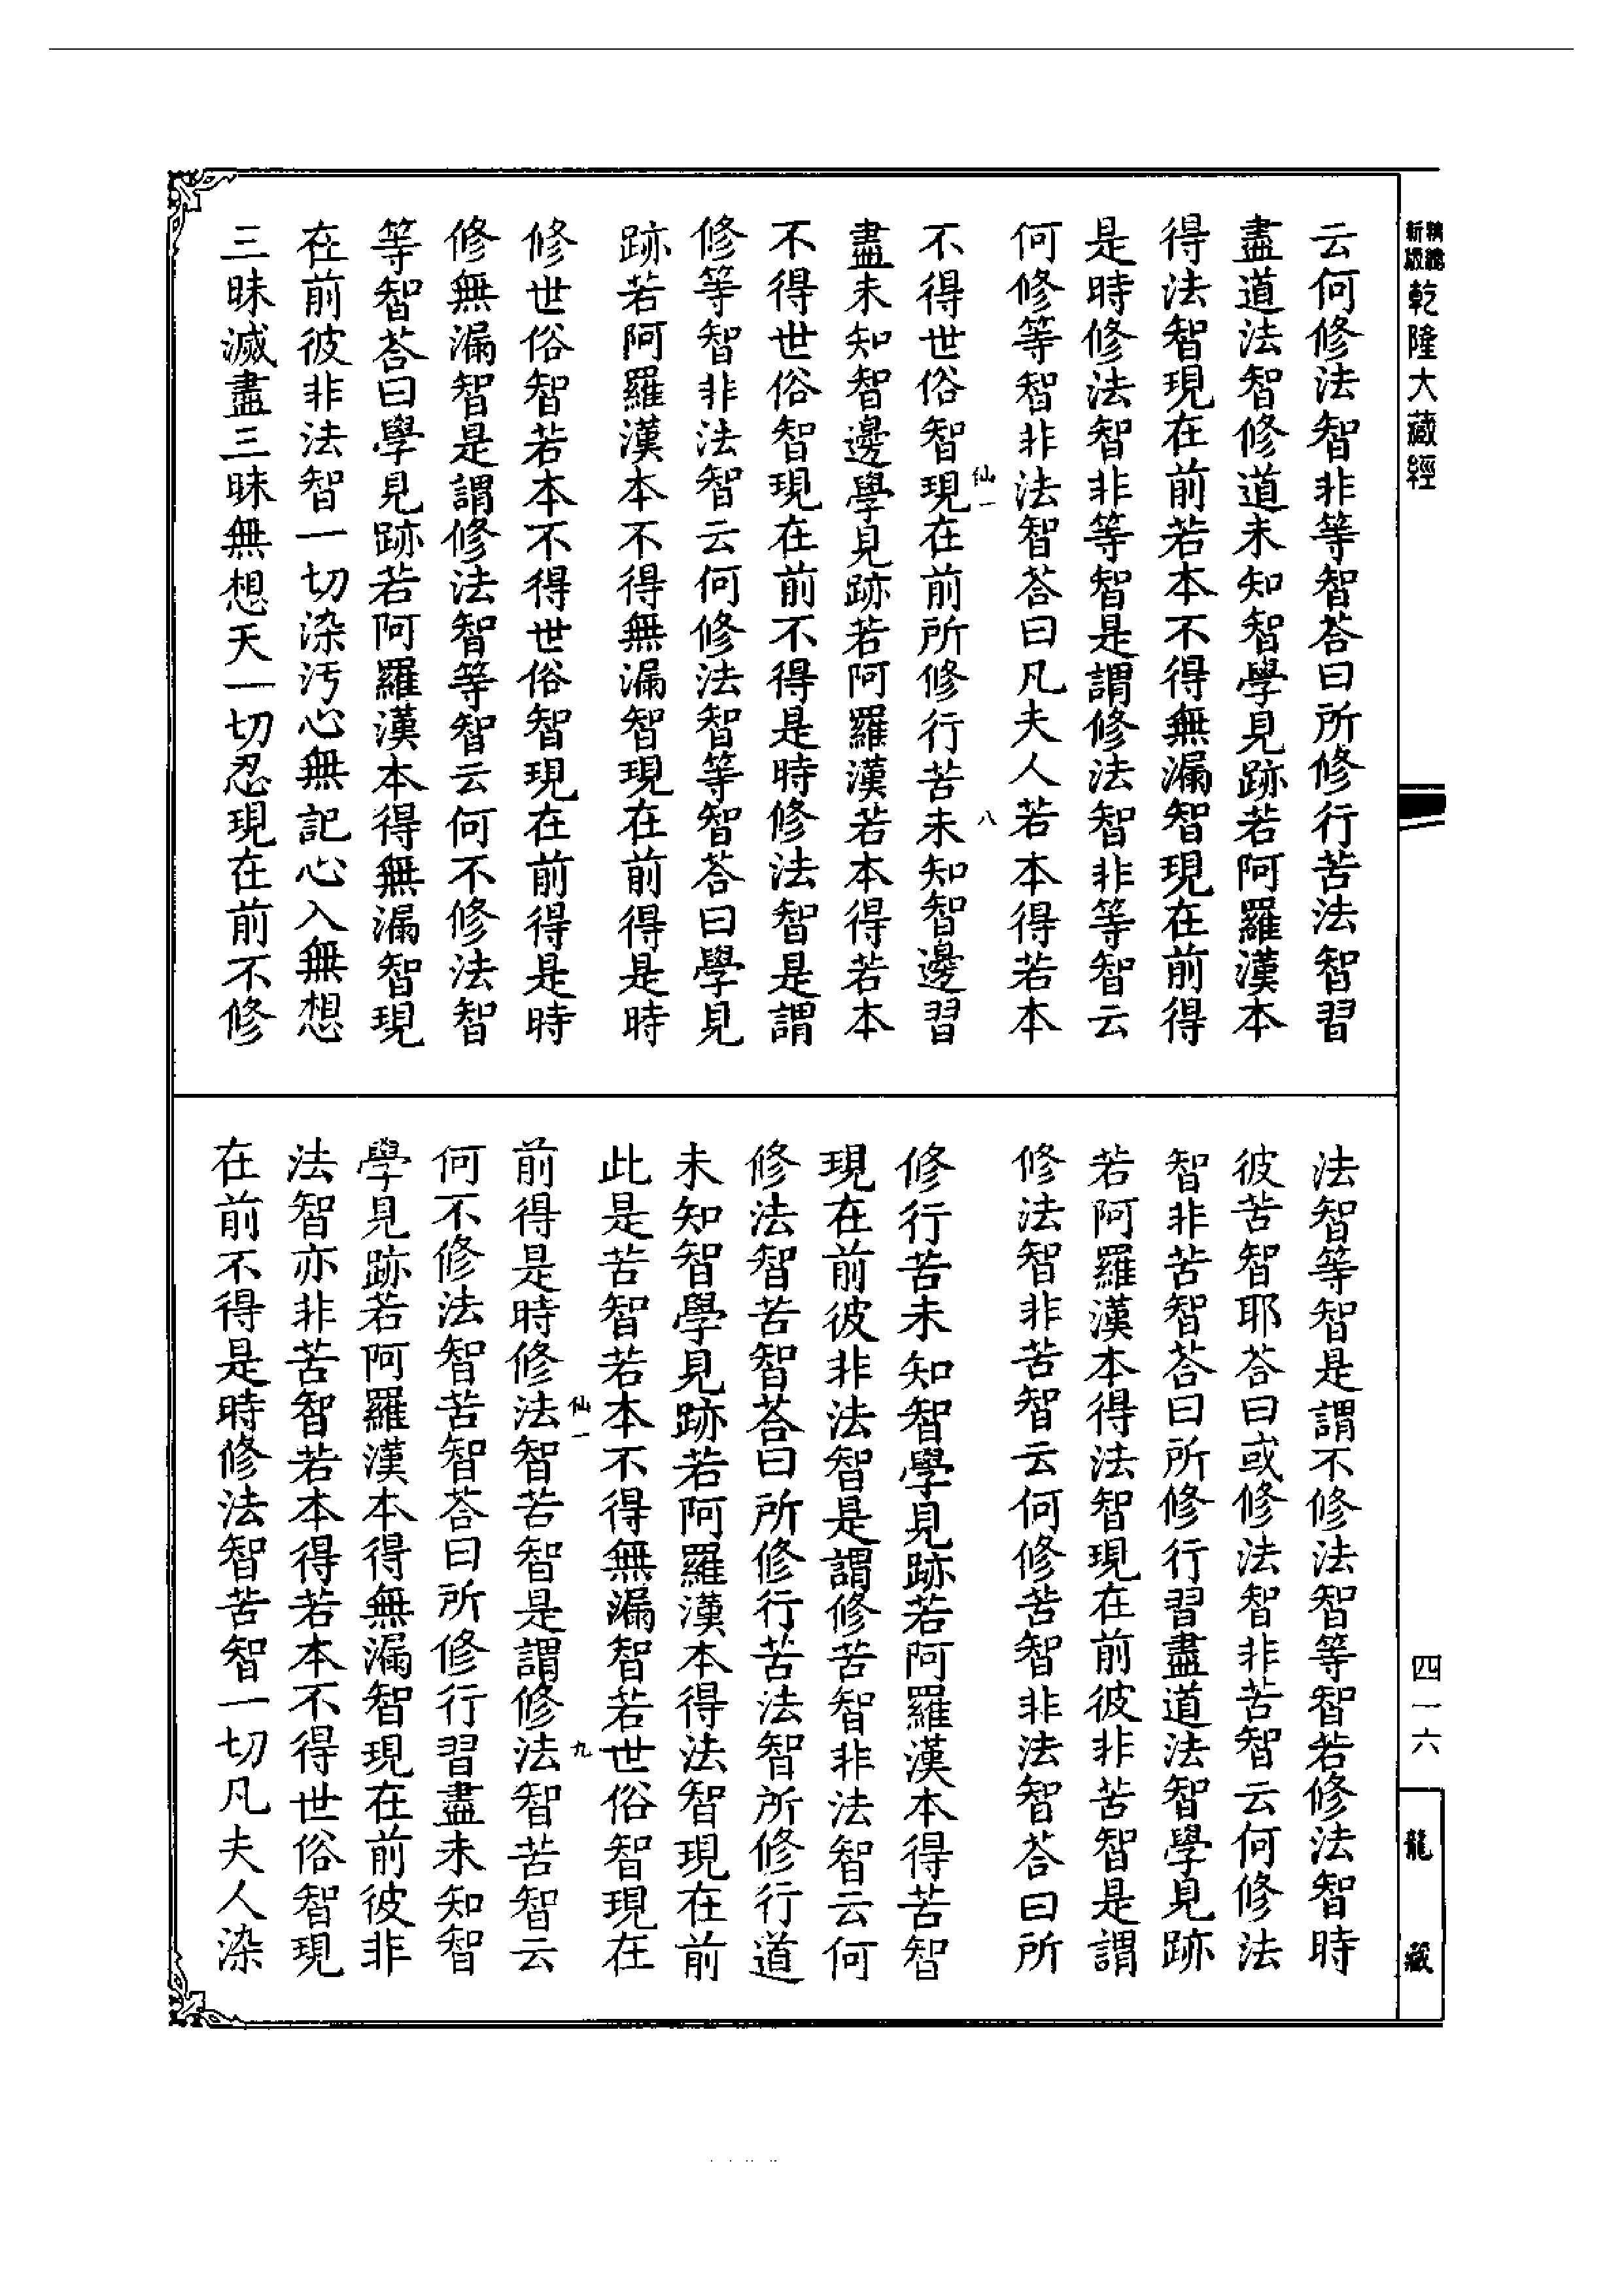 新版
精縮
乾隆大藏經
云何修法智非等智荅曰所修行苦法智習
盡道法智修道未知智學見跡若阿羅漢本
得法智現在前若本不得無漏智現在前得
是時修法智非等智是謂修法智非等智云
何修等智非法智荅曰凡夫人若本得若本
仙一
八
不得世俗智現在前所修行苦未知智邊習
盡未知智邊學見跡若阿羅漢若本得若本
不得世俗智現在前不得是時修法智是謂
修等智非法智云何修法智等智荅曰學見
跡若阿羅漢本不得無漏智現在前得是時
修世俗智若本不得世俗智現在前得是時
修無漏智是謂修法智等智云何不修法智
等智荅曰學見跡若阿羅漢本得無漏智現
在前彼非法智一切染汚心無記心入無想
三昧滅盡三昧無想天一切忍現在前不修
法智等智是謂不修法智等智若修法智時
彼苦智耶荅曰或修法智非苦智云何修法
智非苦智荅曰所修行習盡道法智學見跡
若阿羅漢本得法智現在前彼非苦智是謂
修法智非苦智云何修苦智非法智荅曰所
修行苦未知智學見跡若阿羅漢本得苦智
現在前彼非法智是謂修苦智非法智云何
修法智苦智荅曰所修行苦法智所修行道
未知智學見跡若阿羅漢本得法智現在前
此是苦智若本不得無漏智若世俗智現在
仙一
九
前得是時修法智苦智是謂修法智苦智云
何不修法智苦智荅曰所修行習盡未知智
學見跡若阿羅漢本得無漏智現在前彼非
法智亦非苦智若本得若本不得世俗智現
在前不得是時修法智苦智一切凡夫人染
四一六
龍藏